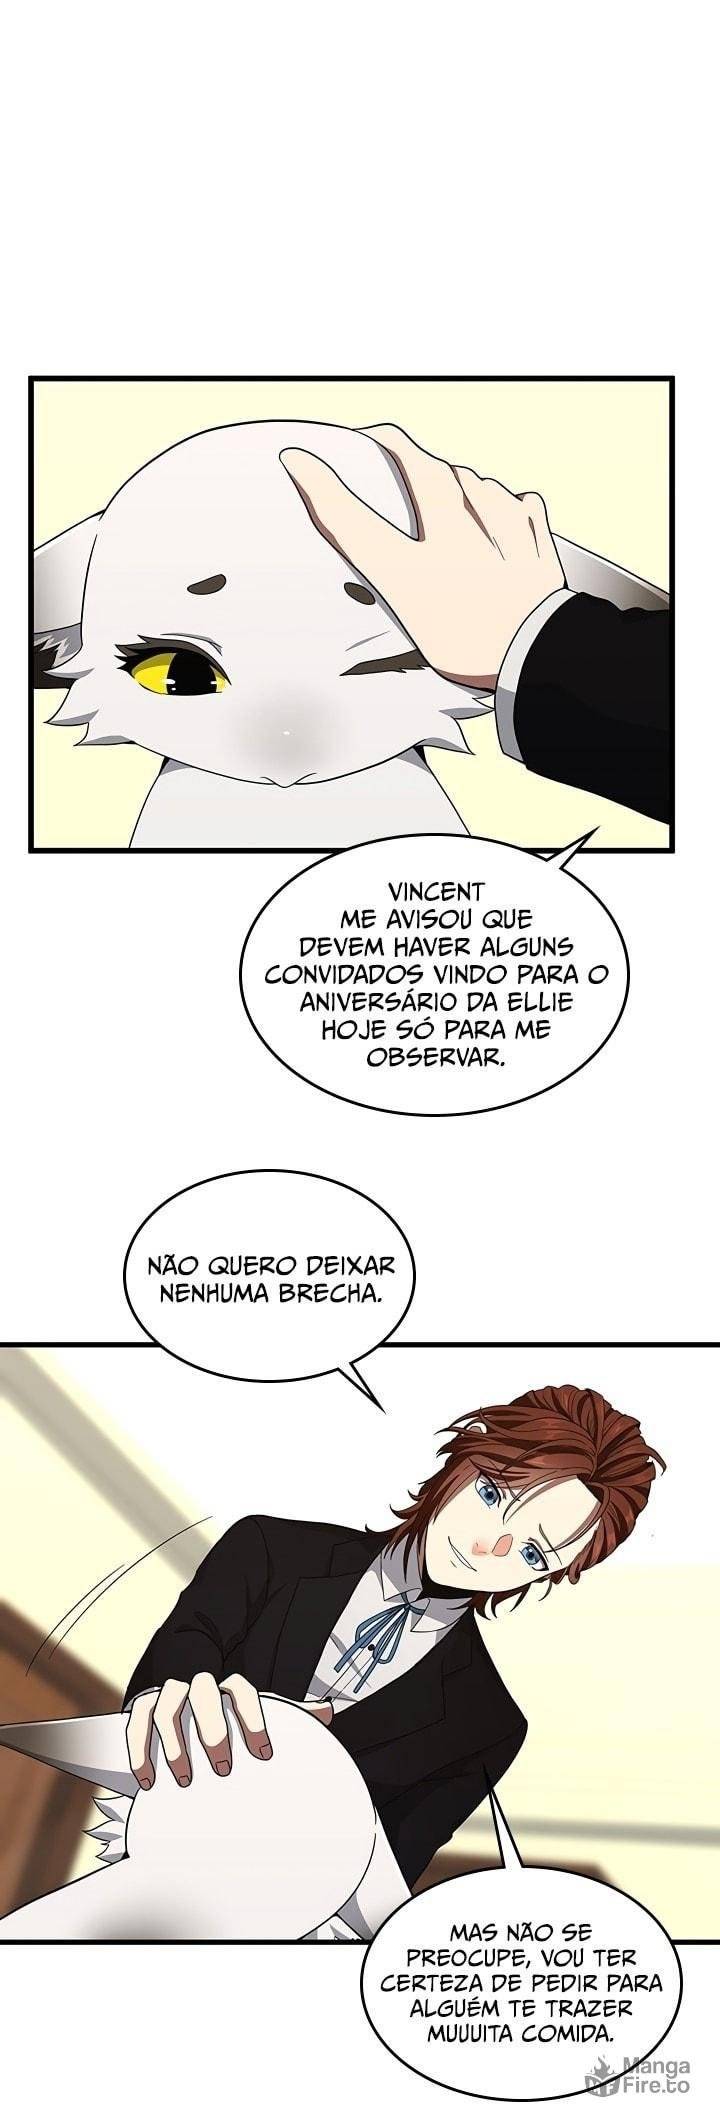 VINCENT
ME AVISOU QUE
DEVEM HAVER ALGUNS
CONVIDADOS VINDO PARA O
ANIVERSÁRIO DA ELLIE
HOJE SÓ PARA ME
OBSERVAR.
NÃO QUERO DEIXAR
NENHUMA BRECHA.
MAS NÃO SE
PREOCUPE, VOU TER
CERTEZA DE PEDIR PARA
ALGUÉM TE TRAZER
MUUUITA COMIDA.
Manga
Fire.to